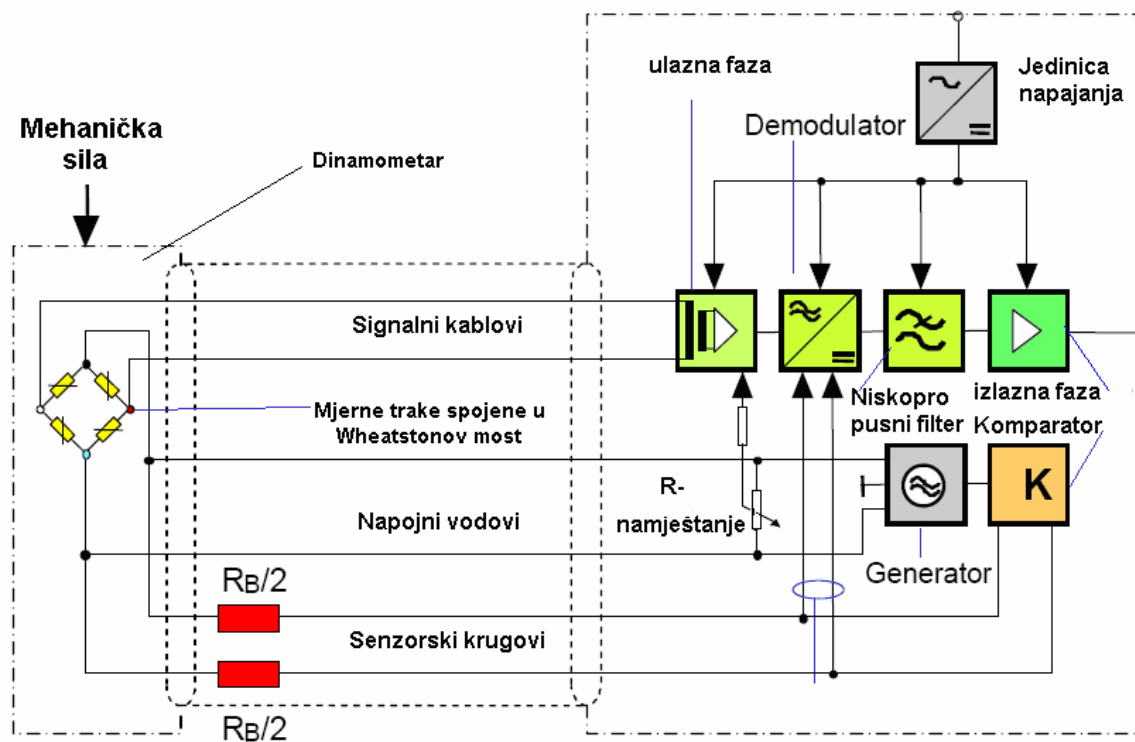 ulazna faza
Jedinica
napajanja
Demodulator
Mehanička
sila
Dinamometar
Signalni kablovi
Mjerne trake spojene u
Wheatstonov most
Niskopro
pusni filter
izlazna faza
Komparator
R-
namještanje
K
Napojni vodovi
Generator
RB/2
Senzorski krugovi
RB/2